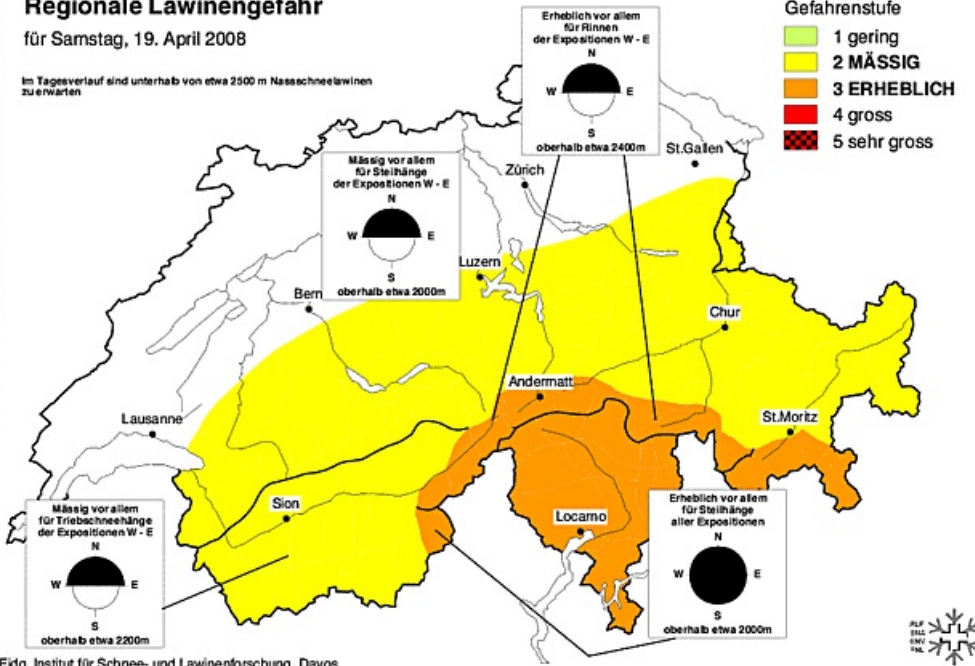 Regionale Lawinengefahr
für Samstag, 19. April 2008
Im Tagesverlauf sind unterhalb von etwa 2500 m Nassschneelawinen
zu erwarten
Erheblich vor allem
für Rinnen
der Expositionen W - E
N
W
E
S
oberhalb etwa 2400m
Gefahrenstufe
1 gering
2 MÄSSIG
3 ERHEBLICH
4 gross
5 sehr gross
Mässig vor allem
für Steilhänge
der Expositionen W - E
N
W
E
S
oberhalb etwa 2000m
St.Gallen
Zürich
Luzern
Bern
Chur
Andermatt
Lausanne
St.Moritz
Sion
Locarno
Mässig vor allem
für Triebschneehänge
der Expositionen W - E
N
W
E
S
oberhalb etwa 2200m
Erheblich vor allem
für Steilhänge
aller Expositionen
N
W
E
S
oberhalb etwa 2000m
SLF
ENA
ENV
SNL
Eidg. Institut für Schnee- und Lawinenforschung, Davos